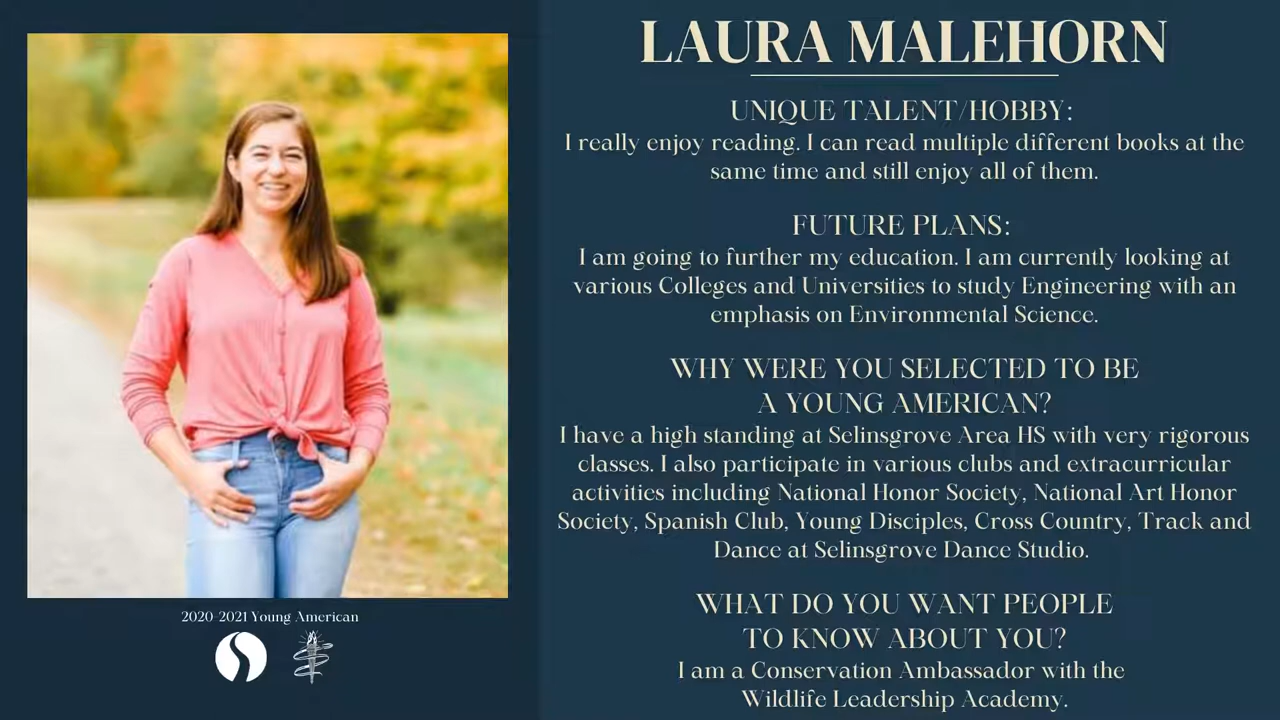 LAURA MALEHORN
UNIQUE TALENT/HOBBY:
I really enjoy reading. I can read multiple different books at the
same time and still enjoy all of them.
FUTURE PLANS:
I am going to further my education. I am currently looking at
various Colleges and Universities to study Engineering with an
emphasis on Environmental Science.
WHY WERE YOU SELECTED TO BE
A YOUNG AMERICAN?
I have a high standing at Selinsgrove Area HS with very rigorous
classes. I also participate in various clubs and extracurricular
activities including National Honor Society, National Art Honor
Society, Spanish Club, Young Disciples, Cross Country, Track and
Dance at Selinsgrove Dance Studio.
WHAT DO YOU WANT PEOPLE
TO KNOW ABOUT YOU?
I am a Conservation Ambassador with the
Wildlife Leadership Academy.
2020-2021 Young American